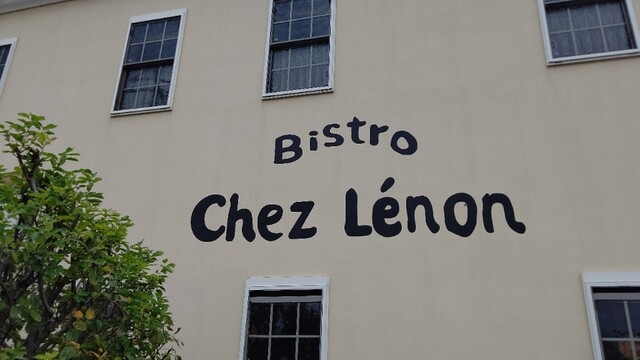 Bistro
Chez Lénon